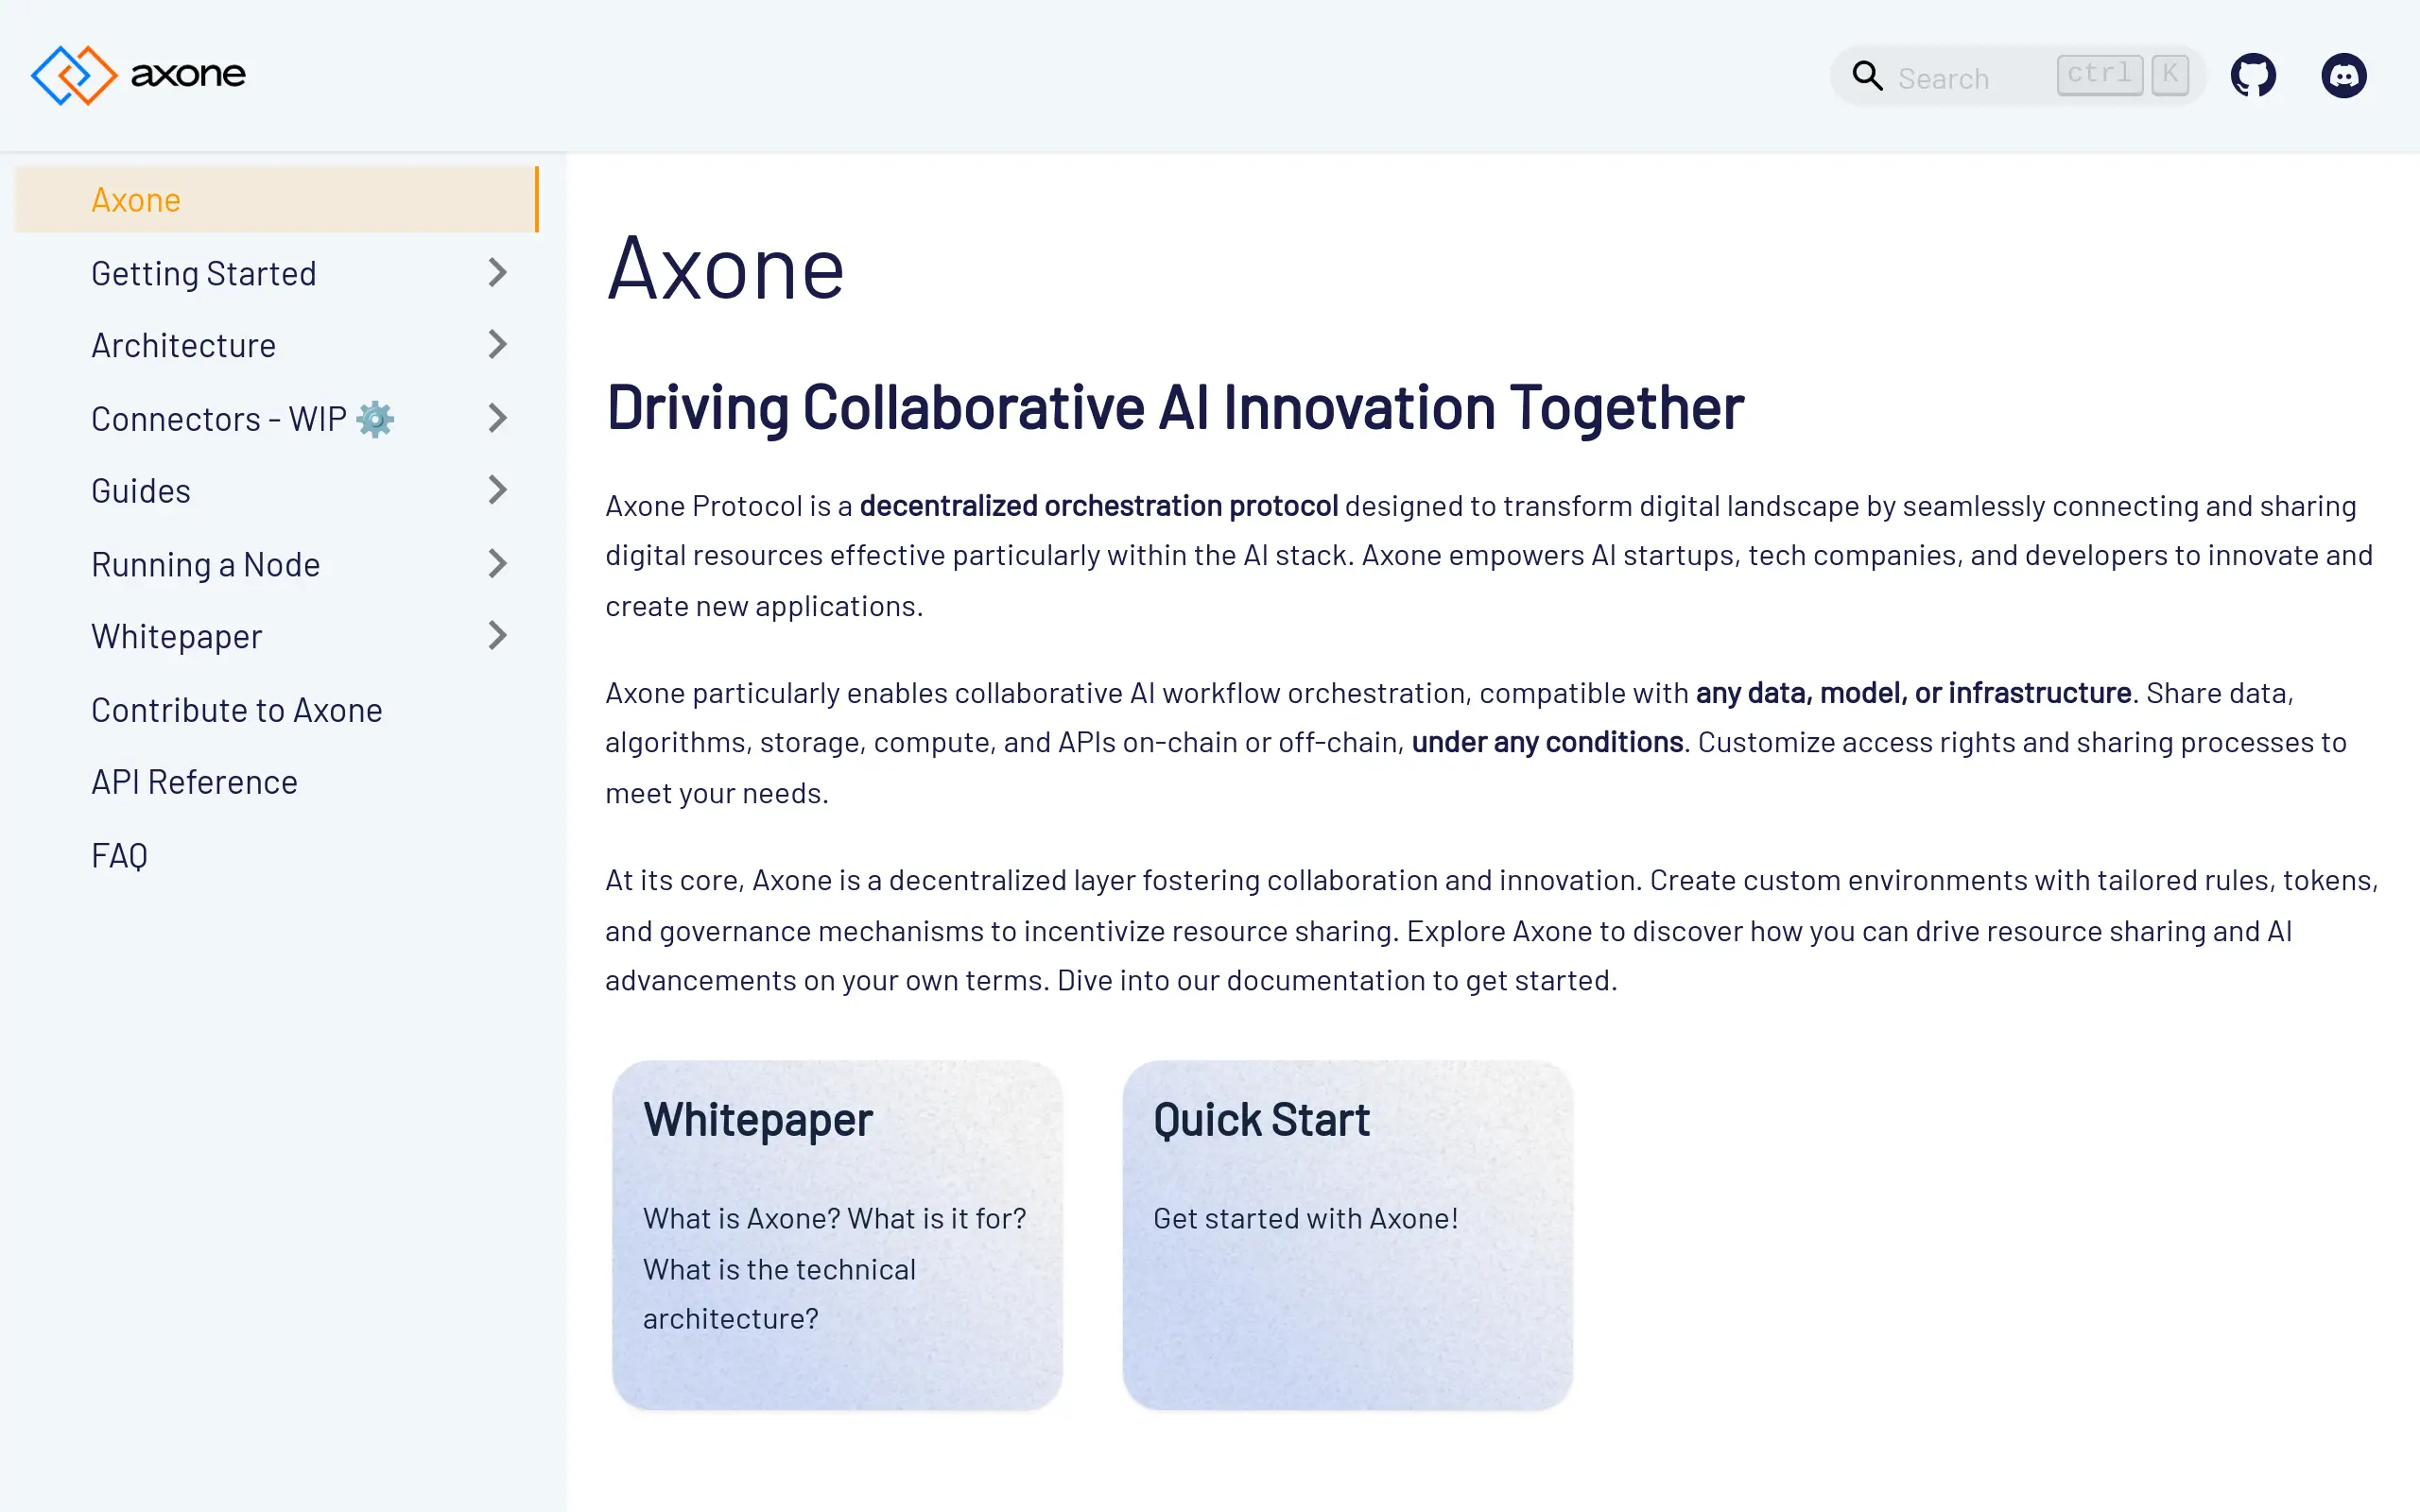 axone
Search
ctrl K
Axone
Getting Started
Architecture
Connectors - WIP ⚙️
Guides
Running a Node
Whitepaper
Contribute to Axone
API Reference
FAQ
Axone
Driving Collaborative AI Innovation Together
Axone Protocol is a decentralized orchestration protocol designed to transform digital landscape by seamlessly connecting and sharing
digital resources effective particularly within the AI stack. Axone empowers AI startups, tech companies, and developers to innovate and
create new applications.
Axone particularly enables collaborative AI workflow orchestration, compatible with any data, model, or infrastructure. Share data,
algorithms, storage, compute, and APIs on-chain or off-chain, under any conditions. Customize access rights and sharing processes to
meet your needs.
At its core, Axone is a decentralized layer fostering collaboration and innovation. Create custom environments with tailored rules, tokens,
and governance mechanisms to incentivize resource sharing. Explore Axone to discover how you can drive resource sharing and AI
advancements on your own terms. Dive into our documentation to get started.
Whitepaper
What is Axone? What is it for?
What is the technical
architecture?
Quick Start
Get started with Axone!